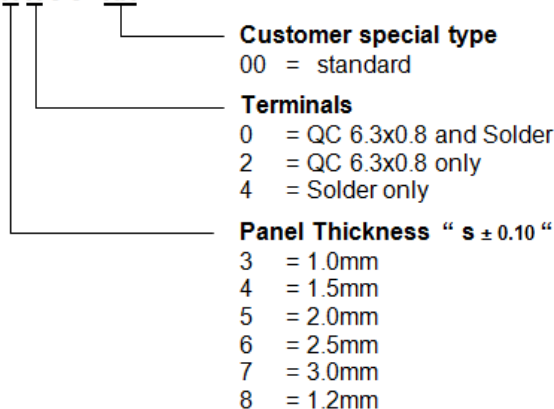 Customer special type
00 = standard
Terminals
0 = QC 6.3x0.8 and Solder
2 = QC 6.3x0.8 only
4 = Solder only
Panel Thickness “ s ± 0.10 “
3 = 1.0mm
4 = 1.5mm
5 = 2.0mm
6 = 2.5mm
7 = 3.0mm
8 = 1.2mm